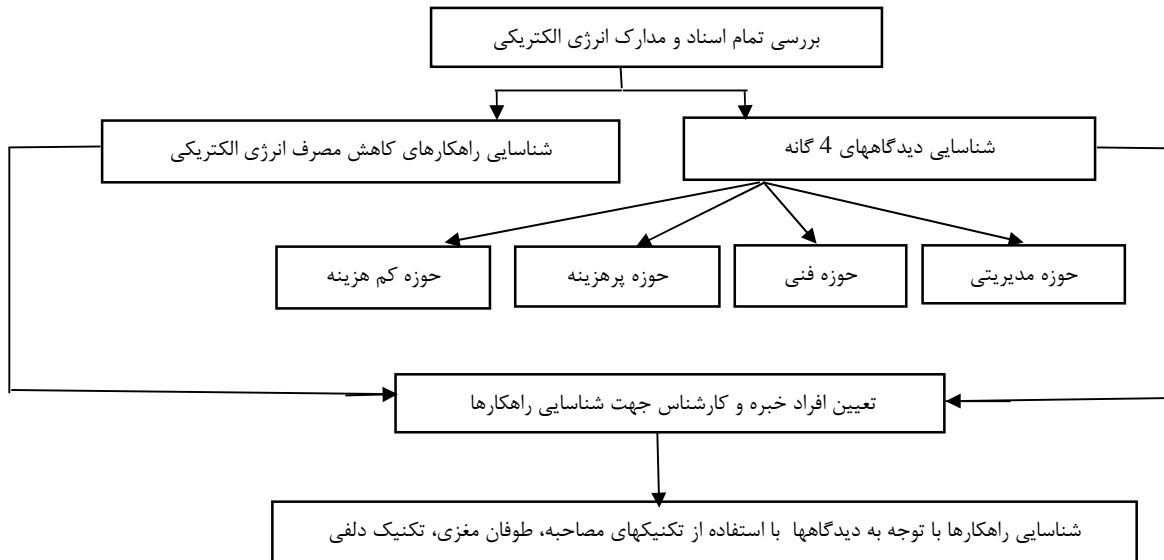 بررسی تمام اسناد و مدارک انرژی الکتریکی
شناسایی دیدگاههای 4 گانه
شناسایی راهکارهای کاهش مصرف انرژی الکتریکی
حوزه مدیریتی
حوزه فنی
حوزه پرهزینه
حوزه کم هزینه
تعیین افراد خبره و کارشناس جهت شناسایی راهکارها
شناسایی راهکارها با توجه به دیدگاهها با استفاده از تکنیکهای مصاحبه، طوفان مغزی، تکنیک دلفی